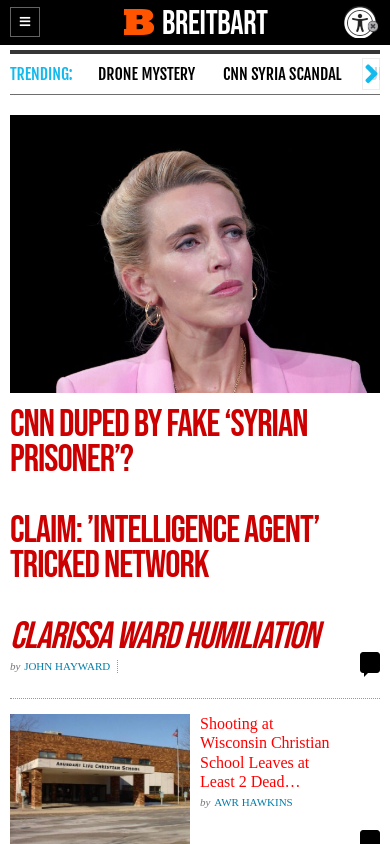 BREITBART
TRENDING:
DRONE MYSTERY
CNN SYRIA SCANDAL
CNN DUPED BY FAKE ‘SYRIAN
PRISONER’?
CLAIM: ’INTELLIGENCE AGENT’
TRICKED NETWORK
CLARISSA WARD HUMILIATION
by JOHN HAYWARD
Shooting at
Wisconsin Christian
School Leaves at
Least 2 Dead…
by AWR HAWKINS
ABUNDANT LIFE CHRISTIAN SCHOOL